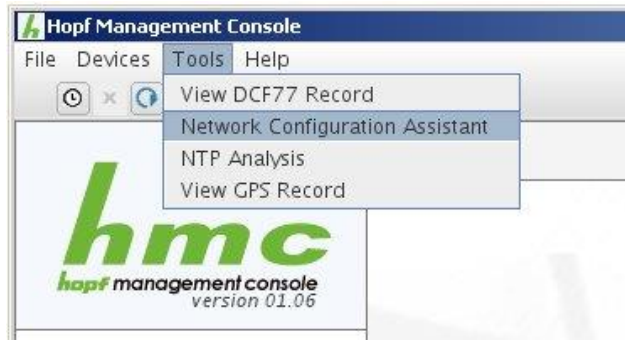 Hopf Management Console
File Devices Tools Help
View DCF77 Record
Network Configuration Assistant
NTP Analysis
View GPS Record
hmc
hopf management console
version 01.06